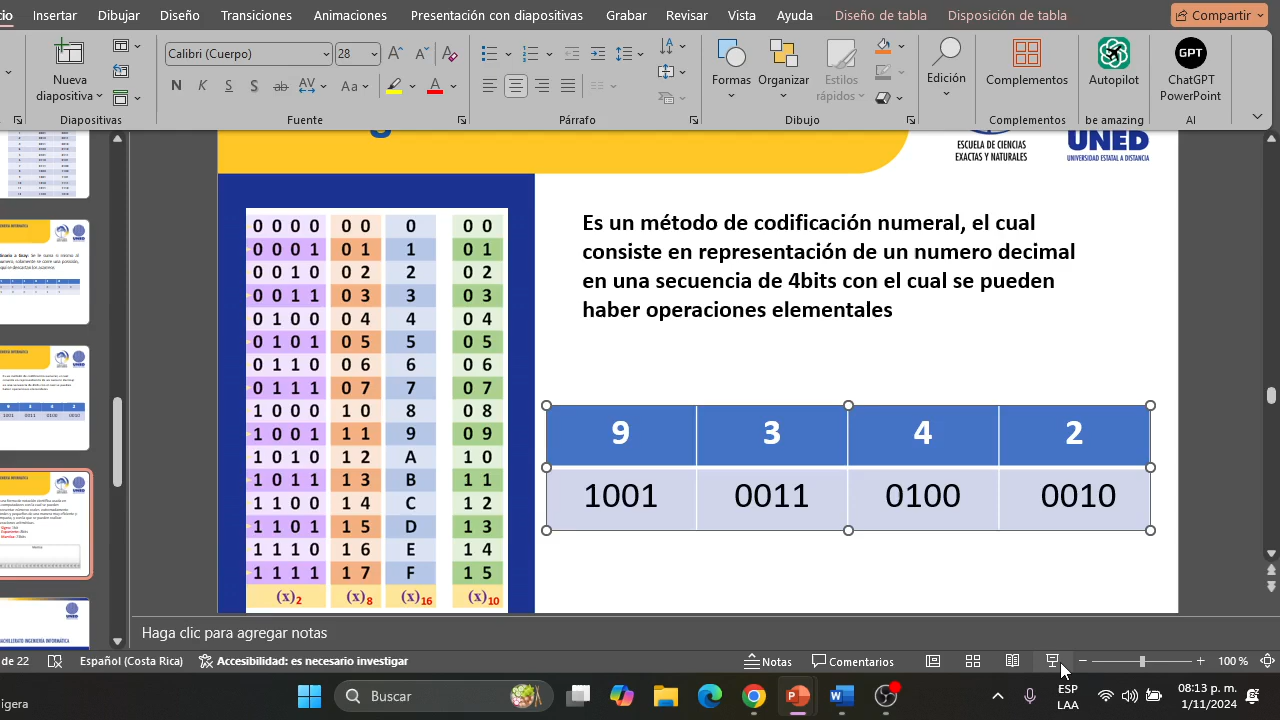 cio Insertar Dibujar Diseño Transiciones Animaciones Presentación con diapositivas Grabar Revisar Vista Ayuda Diseño de tabla Disposición de tabla Compartir
Nueva
diapositiva
Diapositivas
Calibri (Cuerpo) 28
N K S S ab AV Aa A
Fuente
Párrafo
Formas Organizar Estilos
rápidos
Dibujo
Edición
Complementos
Complementos
Autopilot
be amazing
GPT
ChatGPT
PowerPoint
AI
ESCUELA DE CIENCIAS
EXACTAS Y NATURALES
UNED
UNIVERSIDAD ESTATAL A DISTANCIA
0 0 0 0 0 0 0 0 0
0 0 0 1 0 1 1 0 1
0 0 1 0 0 2 2 0 2
0 0 1 1 0 3 3 0 3
0 1 0 0 0 4 4 0 4
0 1 0 1 0 5 5 0 5
0 1 1 0 0 6 6 0 6
0 1 1 1 0 7 7 0 7
1 0 0 0 1 0 8 0 8
1 0 0 1 1 1 9 0 9
1 0 1 0 1 2 A 1 0
1 0 1 1 1 3 B 1 1
1 1 0 0 1 4 C 1 2
1 1 0 1 1 5 D 1 3
1 1 1 0 1 6 E 1 4
1 1 1 1 1 7 F 1 5
(x)2 (x)8 (x)16 (x)10
Es un método de codificación numeral, el cual
consiste en representación de un numero decimal
en una secuencia de 4bits con el cual se pueden
haber operaciones elementales
9 3 4 2
1001 0011 0100 0010
Haga clic para agregar notas
de 22 Español (Costa Rica) Accesibilidad: es necesario investigar Notas Comentarios 100 %
igera
Buscar
ESP
LAA
08:13 p. m.
1/11/2024